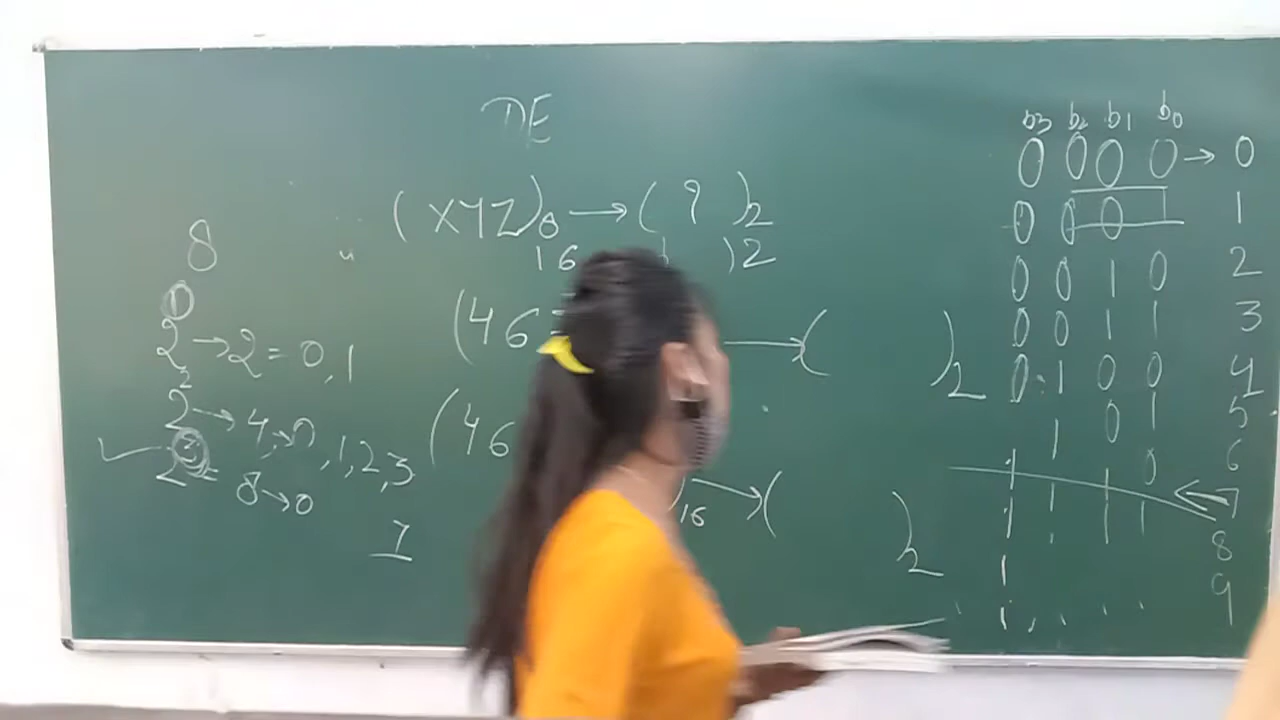 DE
(XYZ)8 → ( ? )2
16 )2
(46 → ( )2
(46
)16 → ( )2
8
2① → 2 = 0, 1
2² → 4, → 0, 1, 2, 3
2③ = 8 → 0
7
b3 b2 b1 b0
0 0 0 0 → 0
0 0 0 1 1
0 0 1 0 2
0 0 1 1 3
0 1 0 0 4
1 0 1 5
0 6
1 1 1 1 7
1 8
9